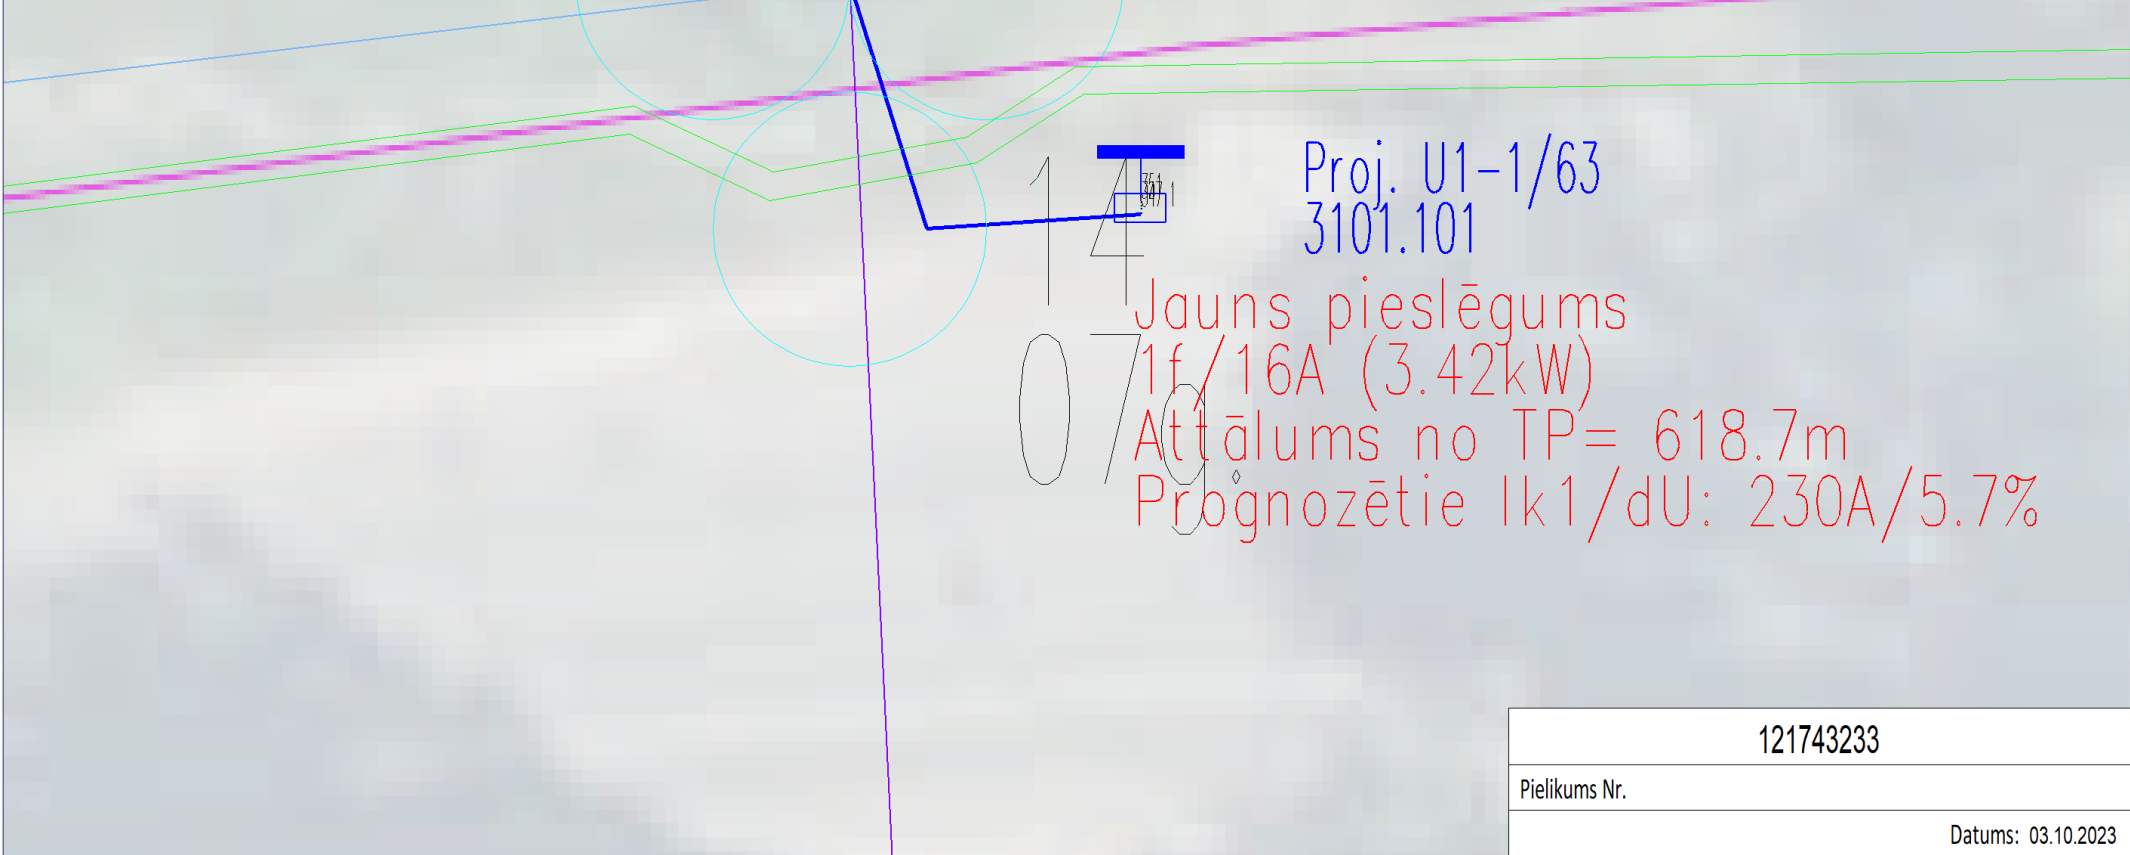 Proj. U1-1/63
3101.101
14
07g.
Jauns pieslēgums
1f/16A (3.42kW)
Attālums no TP= 618.7m
Prognozētie Ik1/dU: 230A/5.7%
121743233
Pielikums Nr.
Datums: 03.10.2023